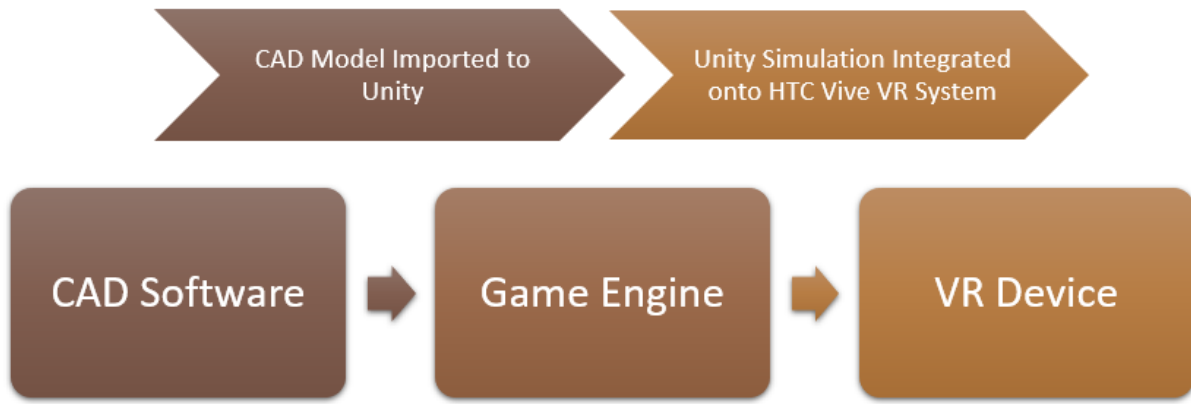 CAD Model Imported to
Unity
Unity Simulation Integrated
onto HTC Vive VR System
CAD Software
Game Engine
VR Device